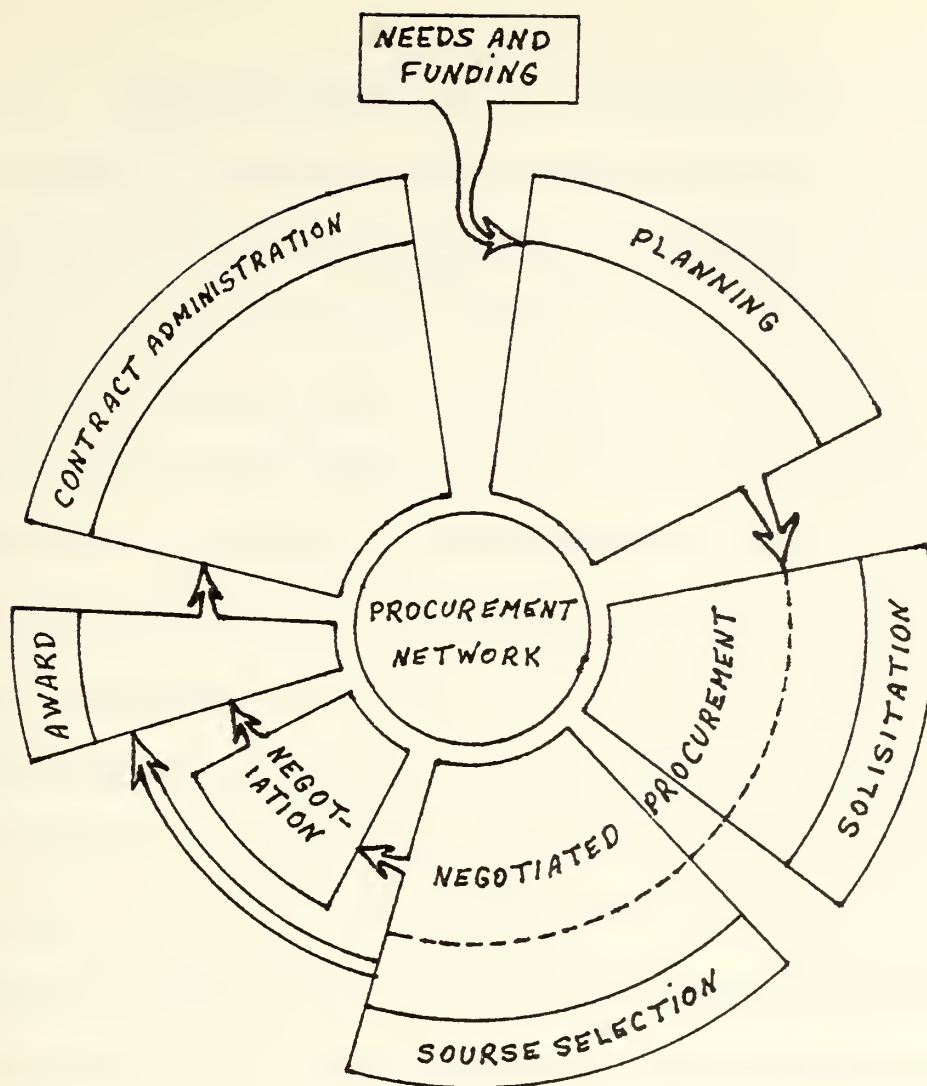 NEEDS AND
FUNDING
PLANNING
CONTRACT ADMINISTRATION
PROCUREMENT
NETWORK
SOLISITATION
NEGOTIATED PROCUREMENT
SOURSE SELECTION
NEGOT-
IATION
AWARD